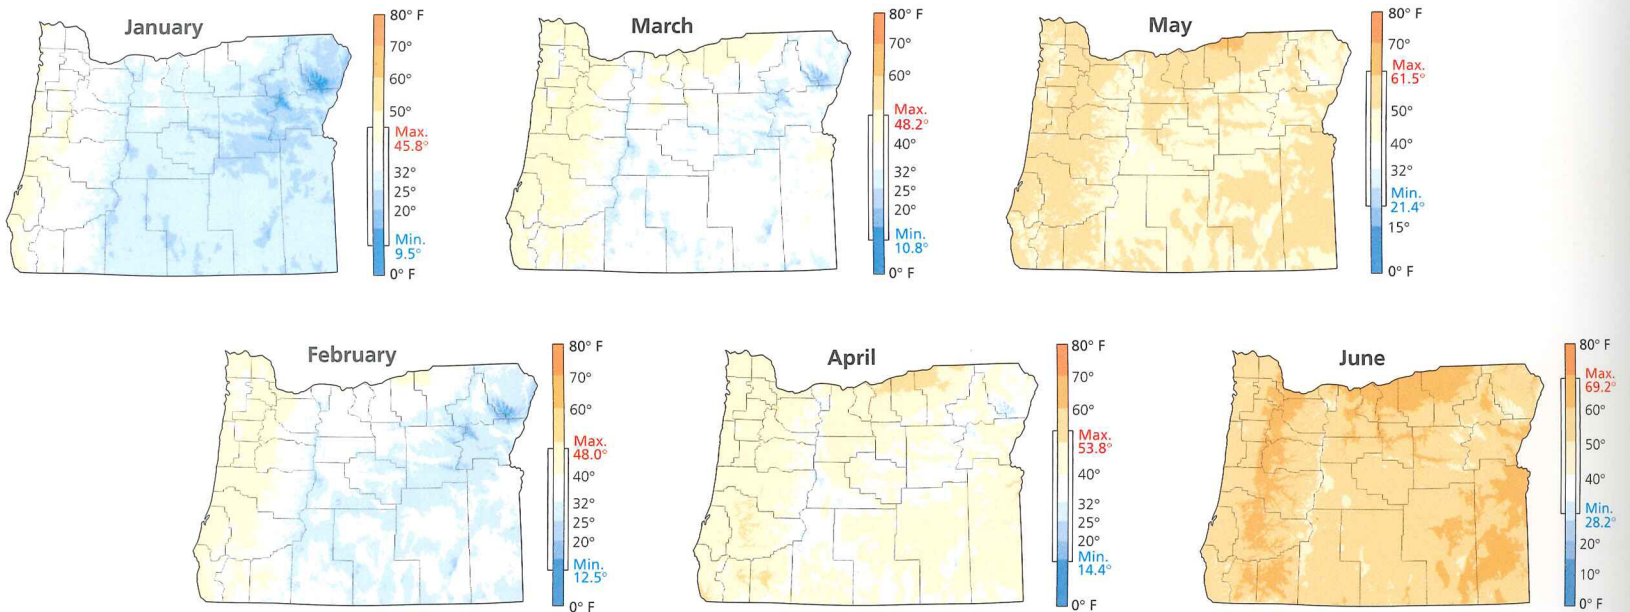 January
80° F
70°
60°
50°
Max.
45.8°
32°
25°
20°
Min.
9.5°
0° F
March
80° F
70°
60°
Max.
48.2°
40°
32°
25°
20°
Min.
10.8°
0° F
May
80° F
70°
Max.
61.5°
50°
40°
32°
Min.
21.4°
15°
0° F
February
80° F
70°
60°
Max.
48.0°
40°
32°
25°
20°
Min.
12.5°
0° F
April
80° F
70°
60°
Max.
53.8°
40°
32°
25°
20°
Min.
14.4°
0° F
June
80° F
Max.
69.2°
60°
50°
40°
Min.
28.2°
20°
10°
0° F